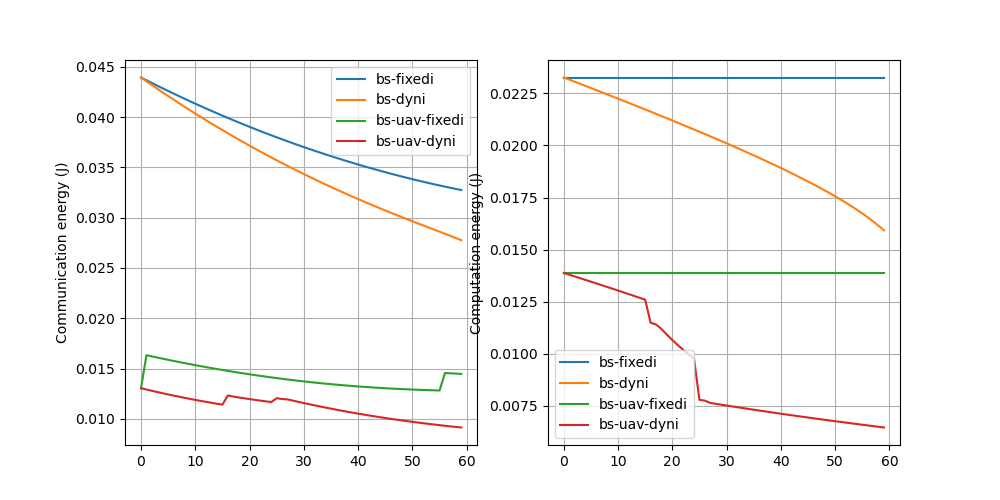 Communication energy (J)
0.045
0.040
0.035
0.030
0.025
0.020
0.015
0.010
0 10 20 30 40 50 60
bs-fixedi
bs-dyni
bs-uav-fixedi
bs-uav-dyni
Computation energy (J)
0.0225
0.0200
0.0175
0.0150
0.0125
0.0100
0.0075
0 10 20 30 40 50 60
bs-fixedi
bs-dyni
bs-uav-fixedi
bs-uav-dyni